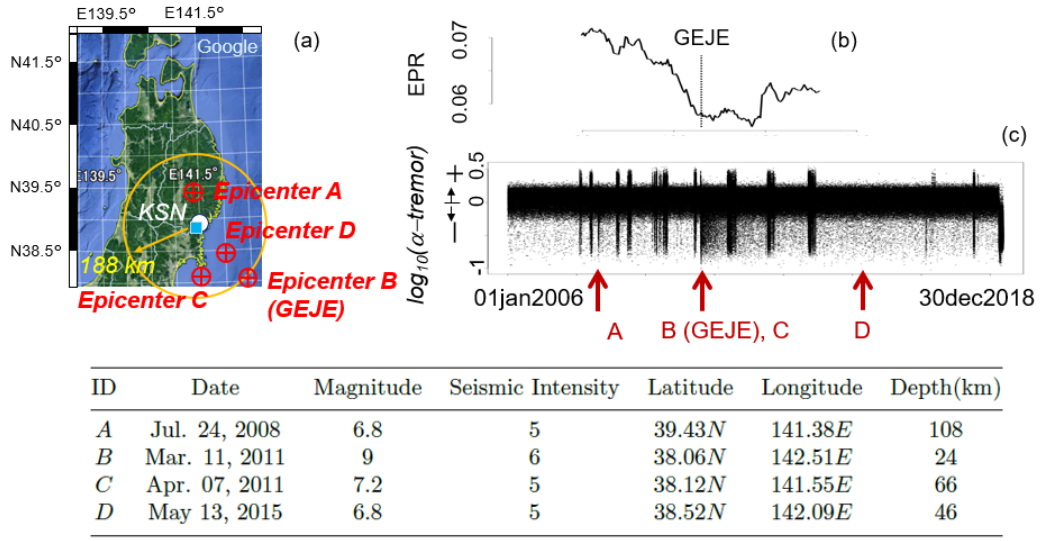 E139.5° E141.5°
Google
(a)
N41.5°
N40.5°
N39.5°
N38.5°
E139.5°
E141.5°
Epicenter A
KSN
Epicenter D
188 km
Epicenter C
Epicenter B
(GEJE)
GEJE
(b)
EPR
0.07
0.06
(c)
log10(α−tremor)
— +
0.5
0
-1
01jan2006
30dec2018
A
B (GEJE), C
D
ID Date Magnitude Seismic Intensity Latitude Longitude Depth(km)
A Jul. 24, 2008 6.8 5 39.43N 141.38E 108
B Mar. 11, 2011 9 6 38.06N 142.51E 24
C Apr. 07, 2011 7.2 5 38.12N 141.55E 66
D May 13, 2015 6.8 5 38.52N 142.09E 46